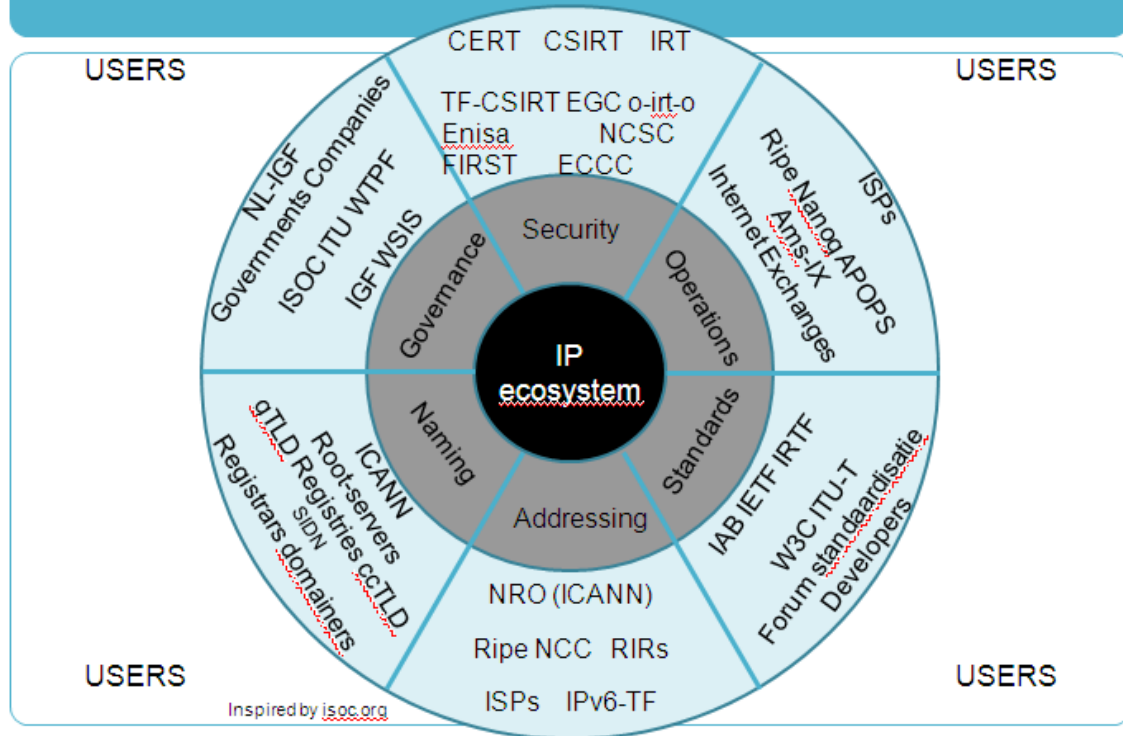 CERT CSIRT IRT
USERS
USERS
TF-CSIRT EGC o-irt-o
Enisa NCSC
FIRST ECCC
NL-IGF
Governments Companies
ISOC ITU WTPF
IGF WSIS
ISPs
Ripe Nanog APOPS
Ams-IX
Internet Exchanges
Security
Governance
Operations
IP
ecosystem
Naming
Standards
Addressing
ICANN
Root-servers
gTLD Registries ccTLD
SIDN
Registrars domainers
IAB IETF IRTF
W3C ITU-T
Forum standaardisatie
Developers
NRO (ICANN)
Ripe NCC RIRs
ISPs IPv6-TF
USERS
USERS
Inspired by isoc.org